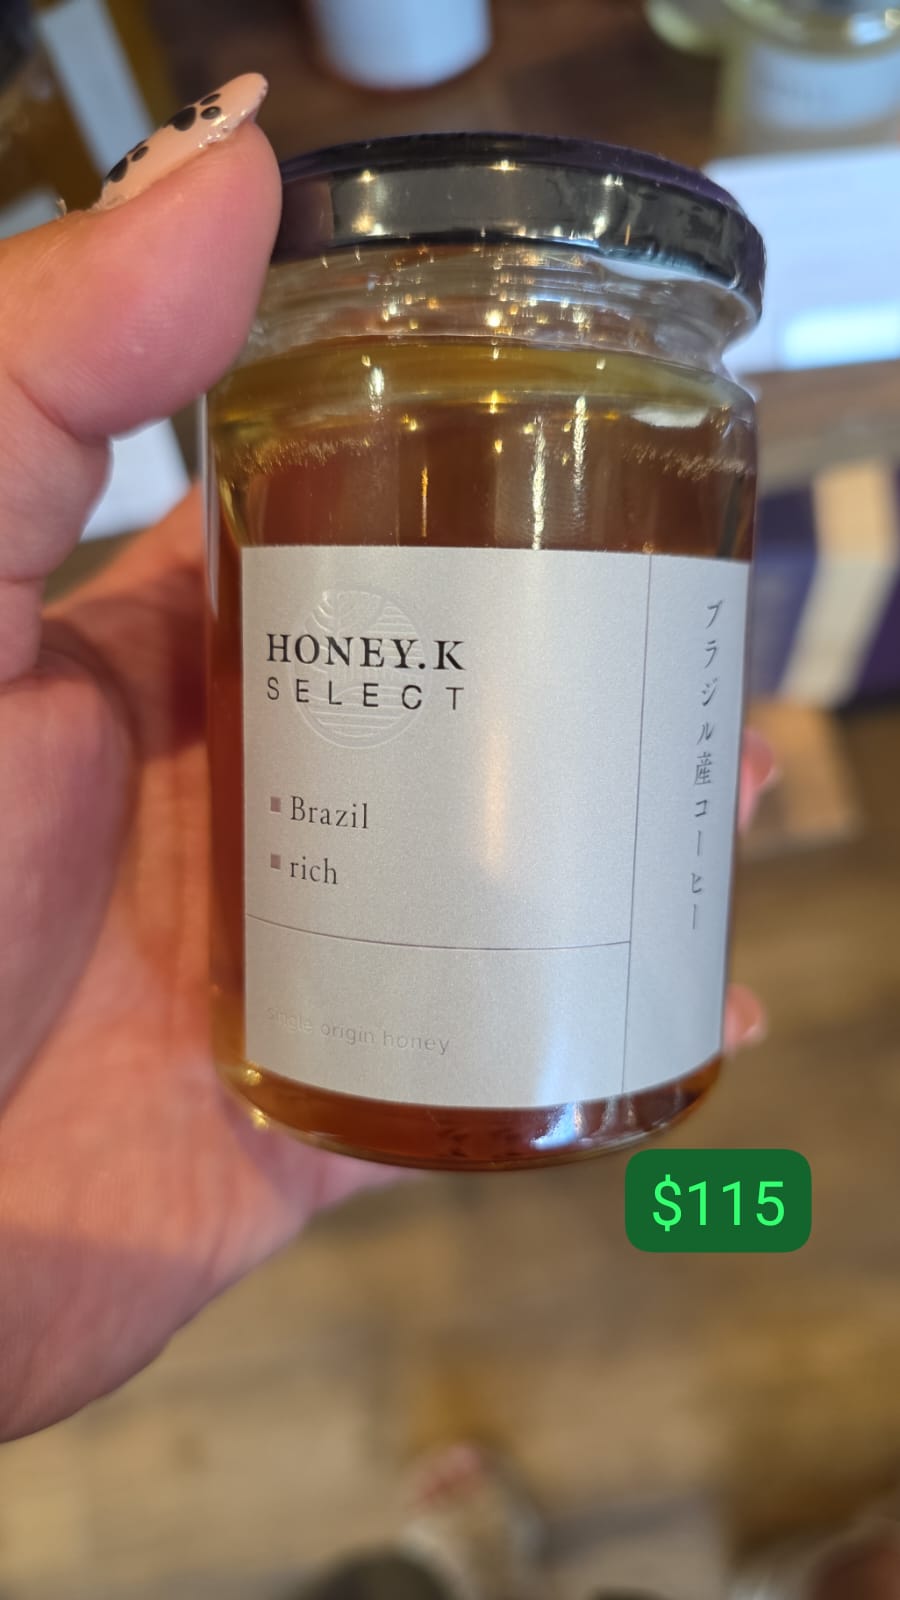 HONEY.K
SELECT
Brazil
rich
single origin honey
ブラジル産コーヒー
$115